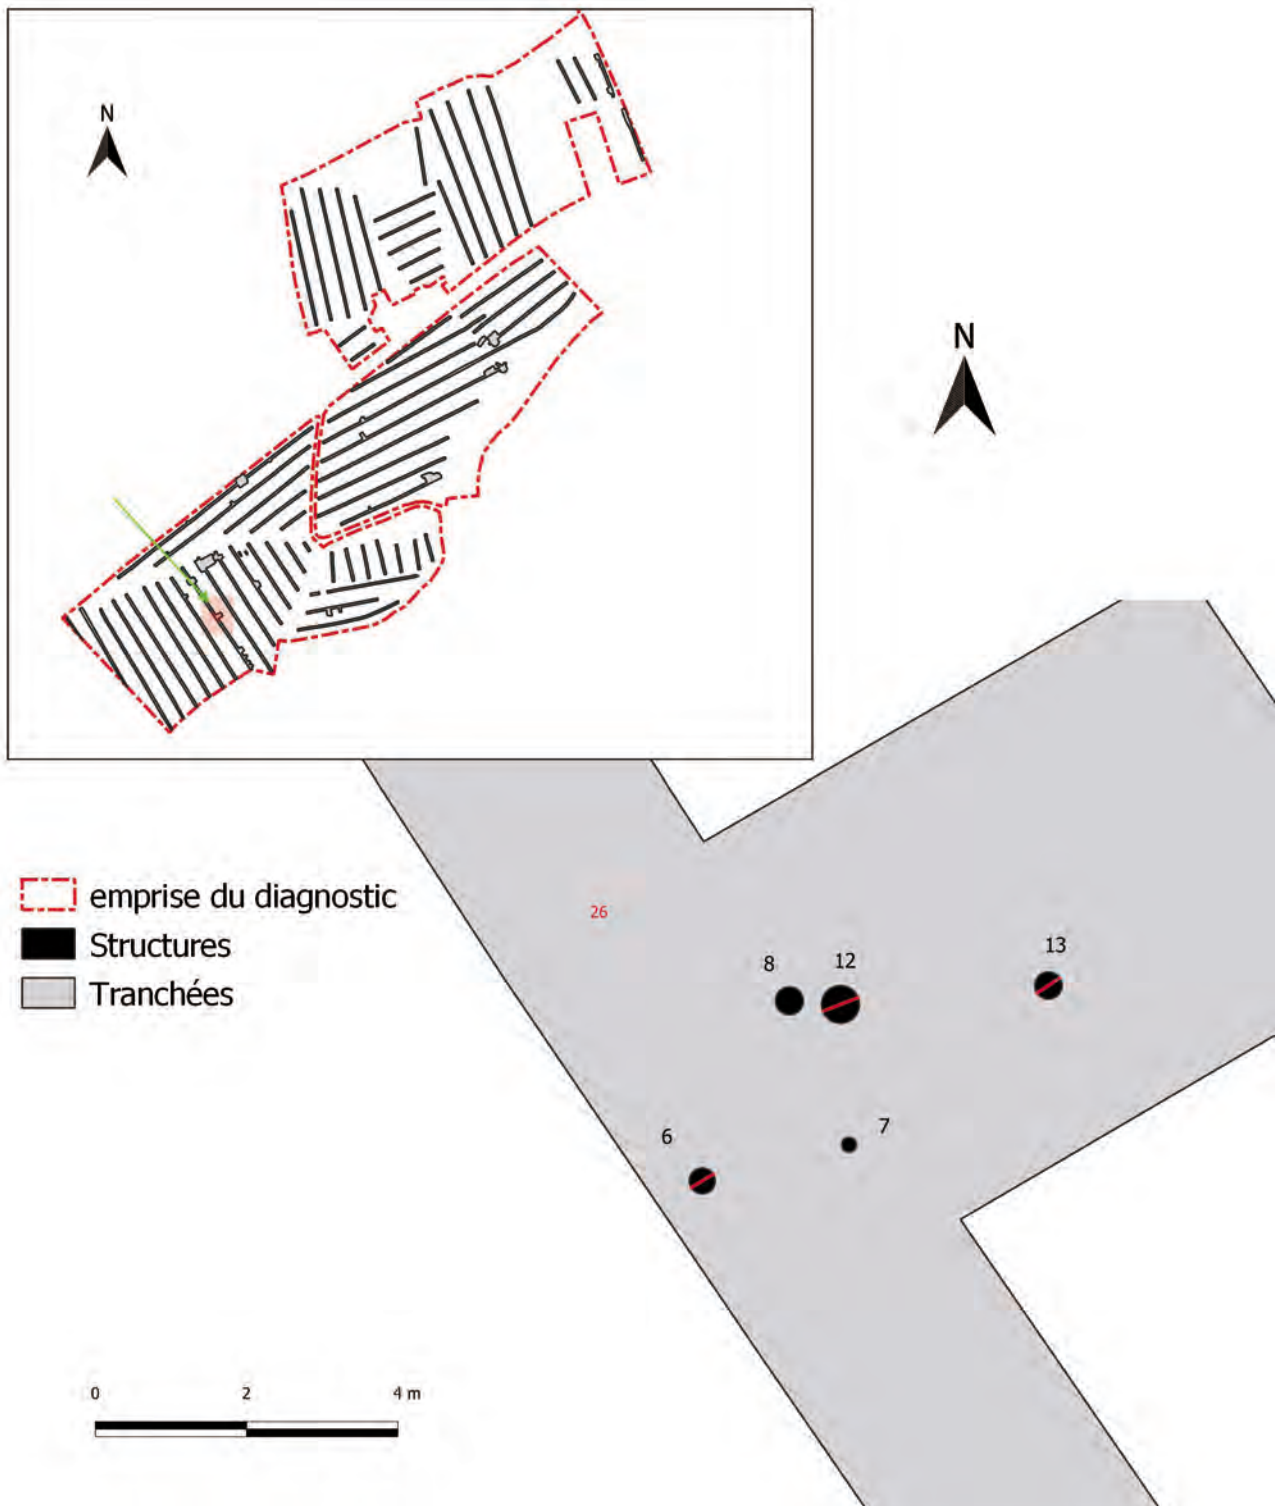 N
N
emprise du diagnostic
Structures
Tranchées
26
8
12
13
6
7
0 2 4 m